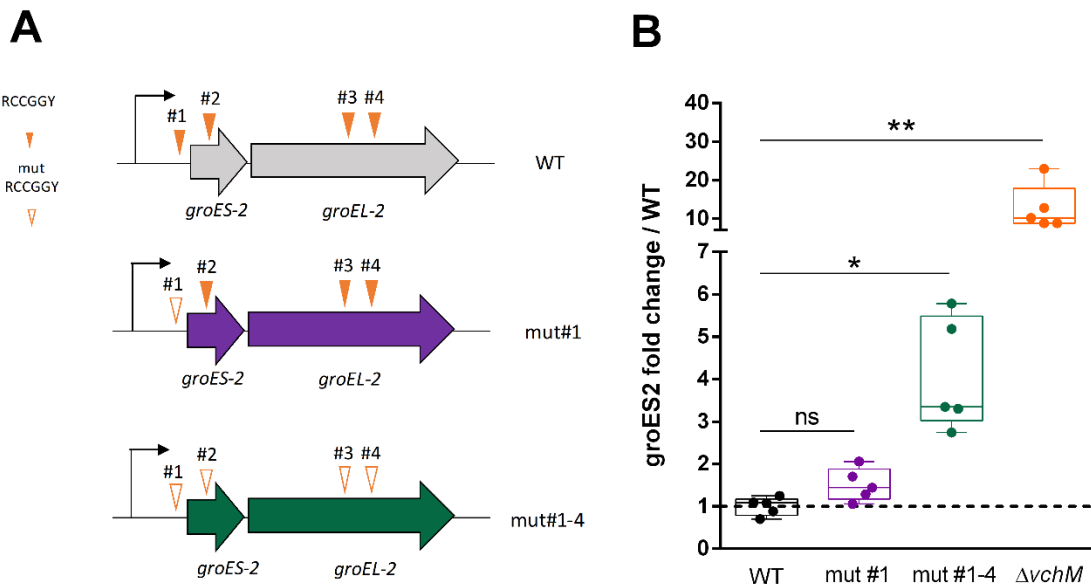 A
RCCGGY
mut
RCCGGY
#1
#2
#3 #4
WT
groES-2
groEL-2
#1
#2
#3 #4
mut#1
groES-2
groEL-2
#1
#2
#3 #4
mut#1-4
groES-2
groEL-2
B
groES2 fold change / WT
40
30
20
10
7
6
5
4
3
2
1
0
**
*
ns
WT mut #1 mut #1-4 ΔvchM